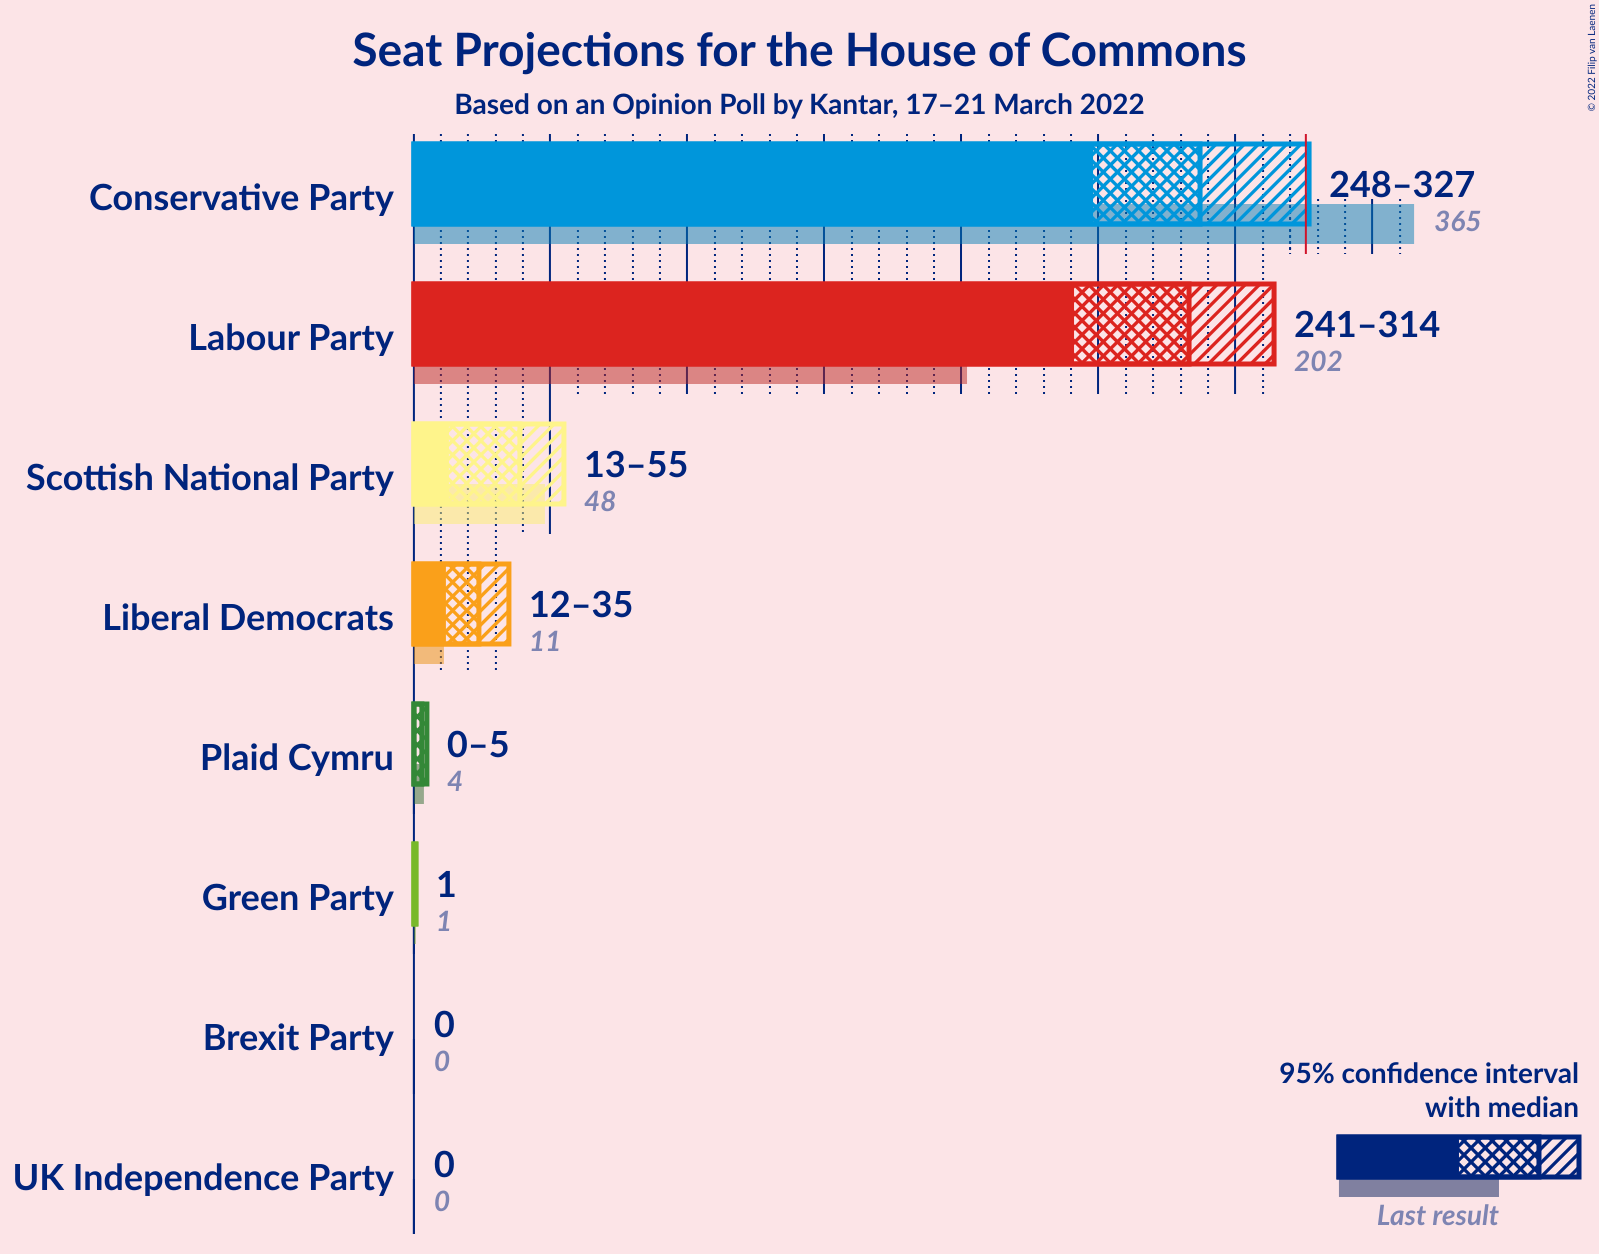 Seat Projections for the House of Commons
Based on an Opinion Poll by Kantar, 17–21 March 2022
© 2022 Filip van Laenen
Conservative Party
248–327
365
Labour Party
241–314
202
Scottish National Party
13–55
48
Liberal Democrats
12–35
11
Plaid Cymru
0–5
4
Green Party
1
1
Brexit Party
0
0
UK Independence Party
0
0
95% confidence interval
with median
Last result